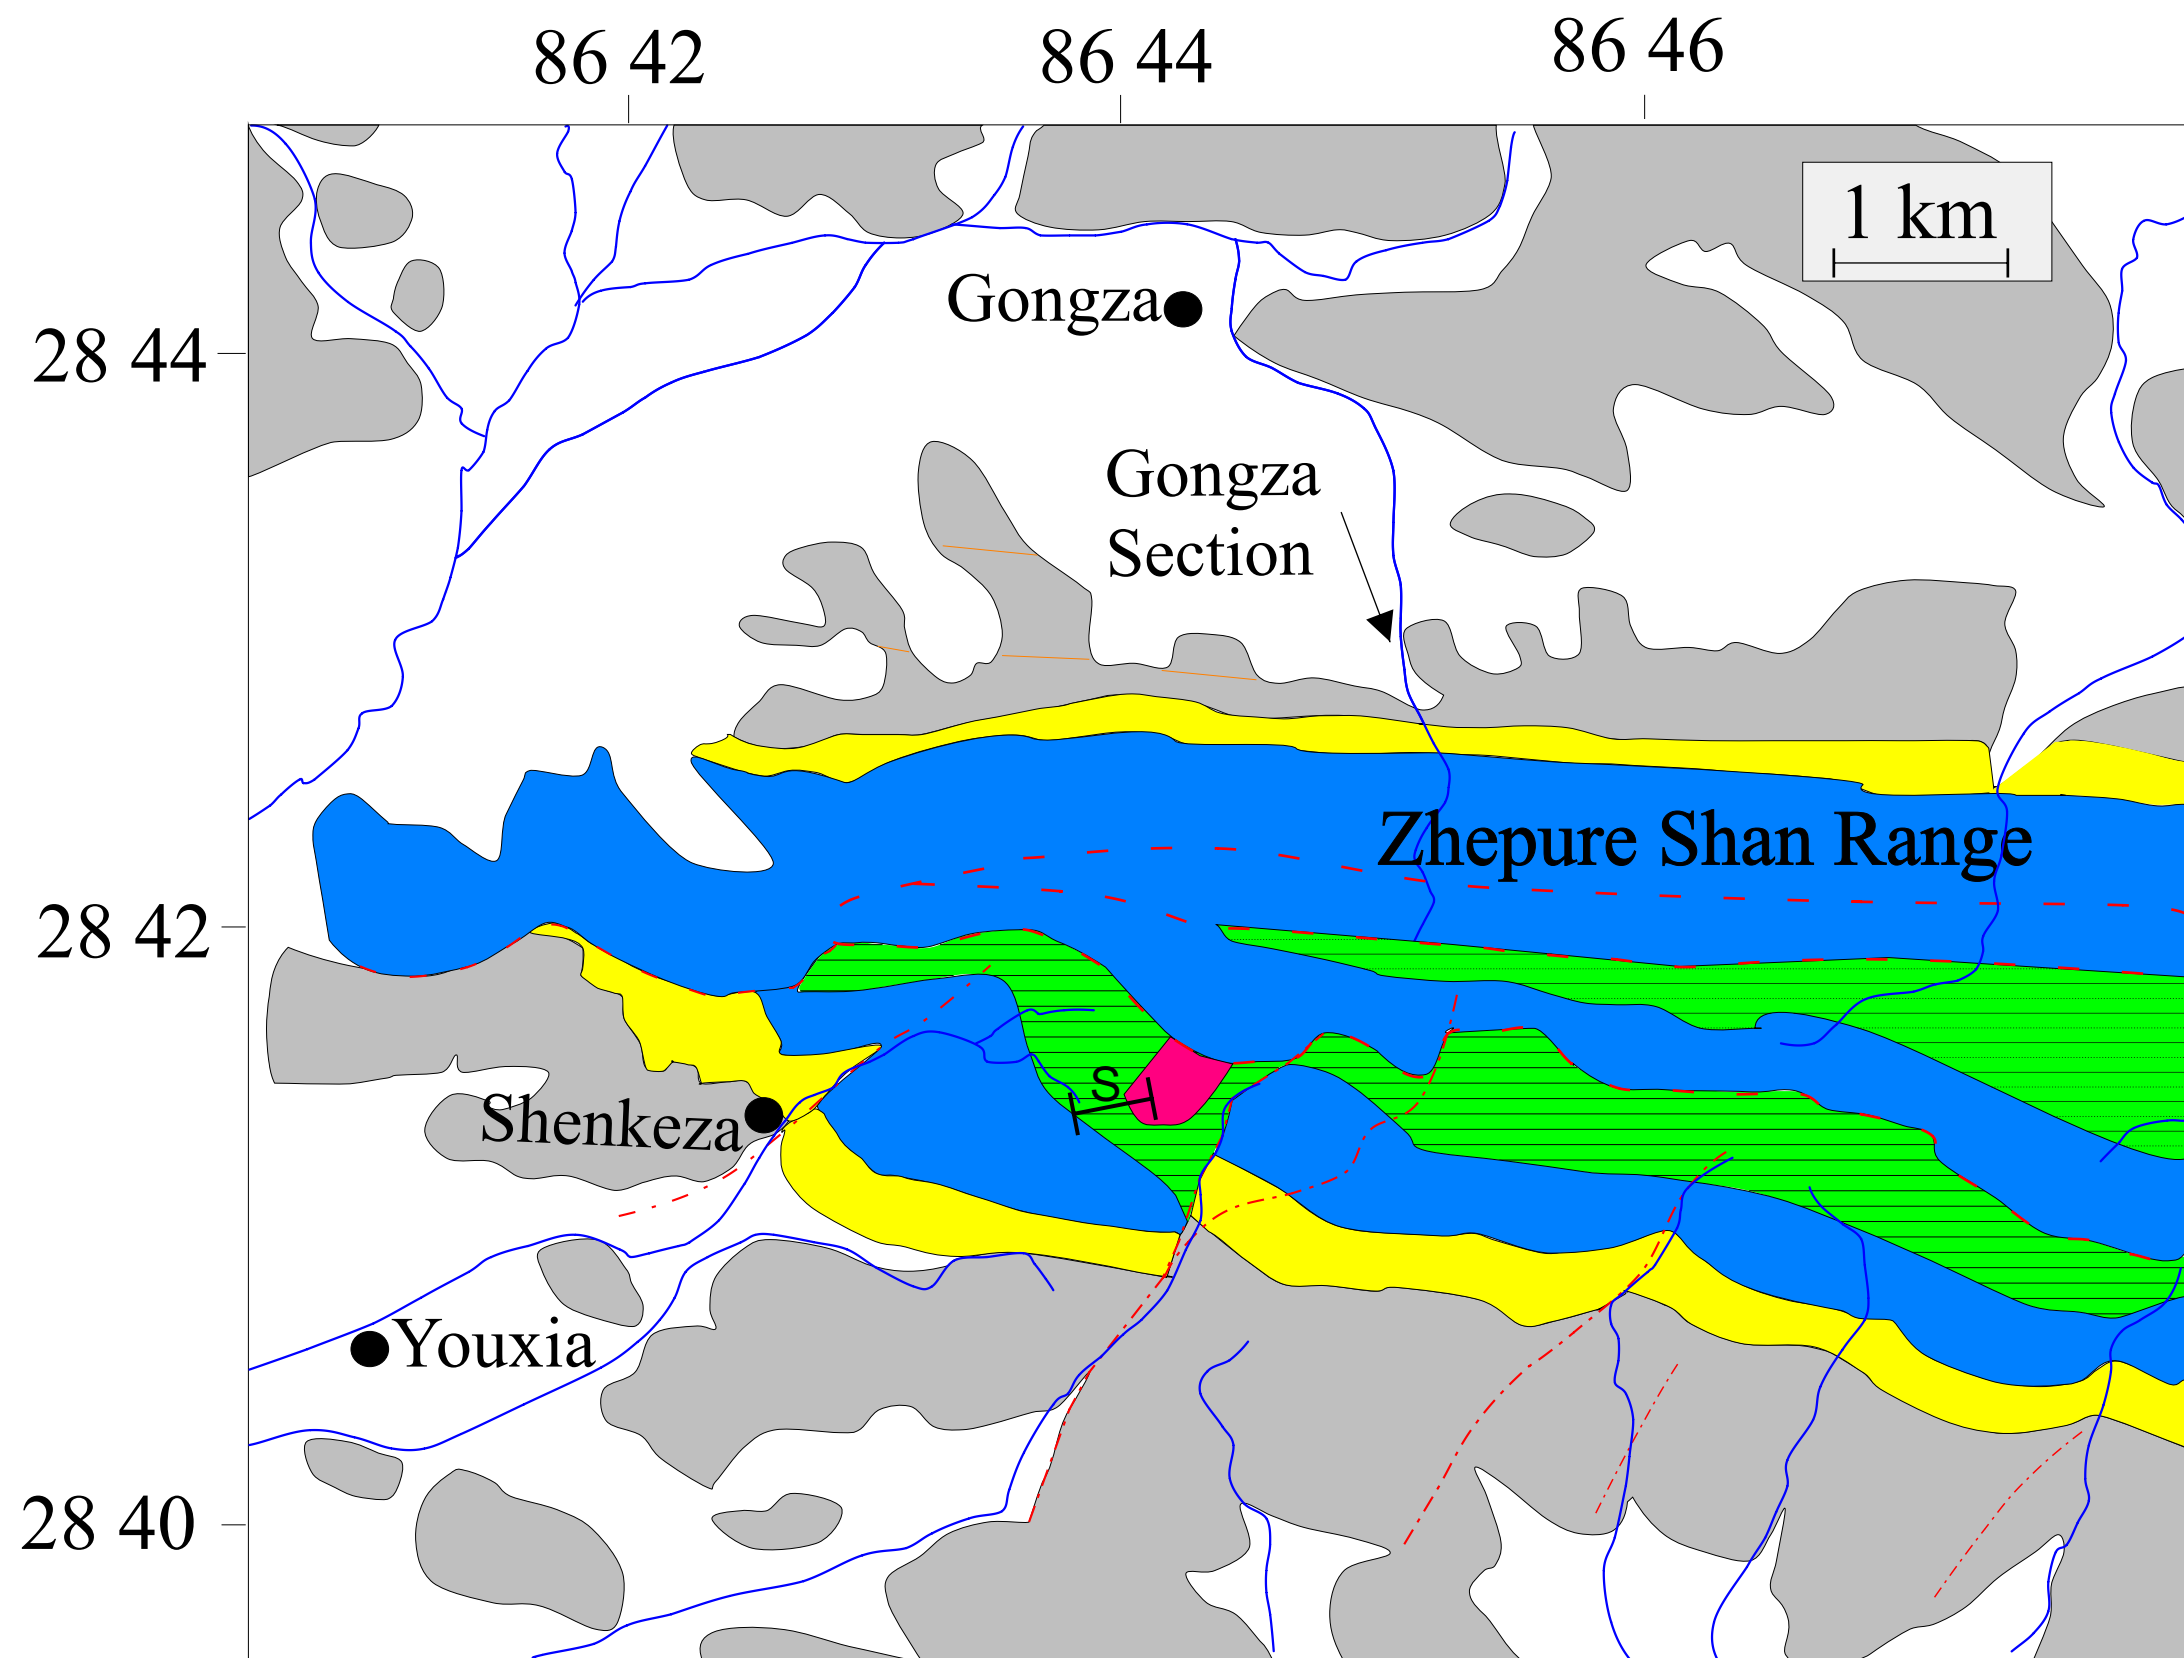 86 42
86 44
86 46
1 km
Gongza
28 44
Gongza
Section
Zhepure Shan Range
28 42
S
Shenkeza
Youxia
28 40